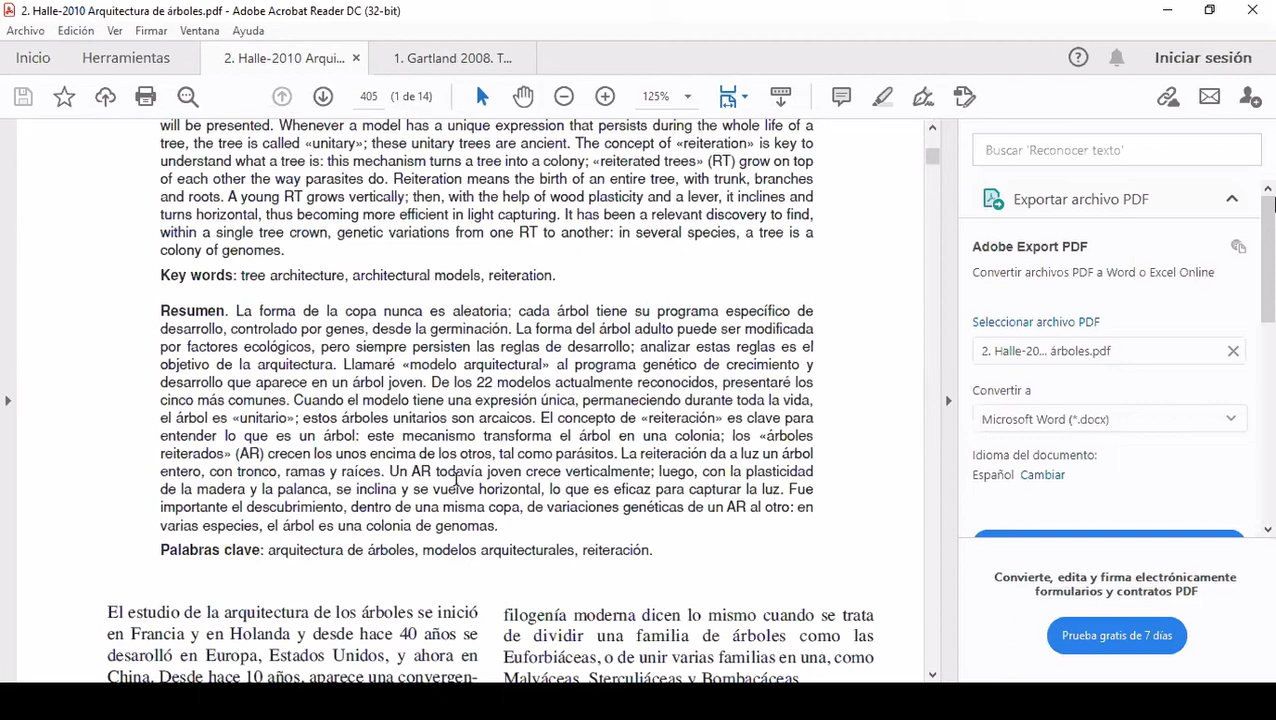 2. Halle-2010 Arquitectura de árboles.pdf - Adobe Acrobat Reader DC (32-bit)
Archivo Edición Ver Firmar Ventana Ayuda
Inicio Herramientas 2. Halle-2010 Arqui... × 1. Gartland 2008. T... Iniciar sesión
405 (1 de 14) 125%
will be presented. Whenever a model has a unique expression that persists during the whole life of a
tree, the tree is called «unitary»; these unitary trees are ancient. The concept of «reiteration» is key to
understand what a tree is: this mechanism turns a tree into a colony; «reiterated trees» (RT) grow on top
of each other the way parasites do. Reiteration means the birth of an entire tree, with trunk, branches
and roots. A young RT grows vertically; then, with the help of wood plasticity and a lever, it inclines and
turns horizontal, thus becoming more efficient in light capturing. It has been a relevant discovery to find,
within a single tree crown, genetic variations from one RT to another: in several species, a tree is a
colony of genomes.
Key words: tree architecture, architectural models, reiteration.
Resumen. La forma de la copa nunca es aleatoria; cada árbol tiene su programa específico de
desarrollo, controlado por genes, desde la germinación. La forma del árbol adulto puede ser modificada
por factores ecológicos, pero siempre persisten las reglas de desarrollo; analizar estas reglas es el
objetivo de la arquitectura. Llamaré «modelo arquitectural» al programa genético de crecimiento y
desarrollo que aparece en un árbol joven. De los 22 modelos actualmente reconocidos, presentaré los
cinco más comunes. Cuando el modelo tiene una expresión única, permaneciendo durante toda la vida,
el árbol es «unitario»; estos árboles unitarios son arcaicos. El concepto de «reiteración» es clave para
entender lo que es un árbol: este mecanismo transforma el árbol en una colonia; los «árboles
reiterados» (AR) crecen los unos encima de los otros, tal como parásitos. La reiteración da a luz un árbol
entero, con tronco, ramas y raíces. Un AR todavía joven crece verticalmente; luego, con la plasticidad
de la madera y la palanca, se inclina y se vuelve horizontal, lo que es eficaz para capturar la luz. Fue
importante el descubrimiento, dentro de una misma copa, de variaciones genéticas de un AR al otro: en
varias especies, el árbol es una colonia de genomas.
Palabras clave: arquitectura de árboles, modelos arquitecturales, reiteración.
El estudio de la arquitectura de los árboles se inició
en Francia y en Holanda y desde hace 40 años se
desarolló en Europa, Estados Unidos, y ahora en
China. Desde hace 10 años, aparece una convergen-
filogenía moderna dicen lo mismo cuando se trata
de dividir una familia de árboles como las
Euforbiáceas, o de unir varias familias en una, como
Malváceas, Sterculiáceas y Bombacáceas.
Buscar 'Reconocer texto'
Exportar archivo PDF
Adobe Export PDF
Convertir archivos PDF a Word o Excel Online
Seleccionar archivo PDF
2. Halle-20... árboles.pdf
Convertir a
Microsoft Word (*.docx)
Idioma del documento:
Español Cambiar
Convierte, edita y firma electrónicamente
formularios y contratos PDF
Prueba gratis de 7 días